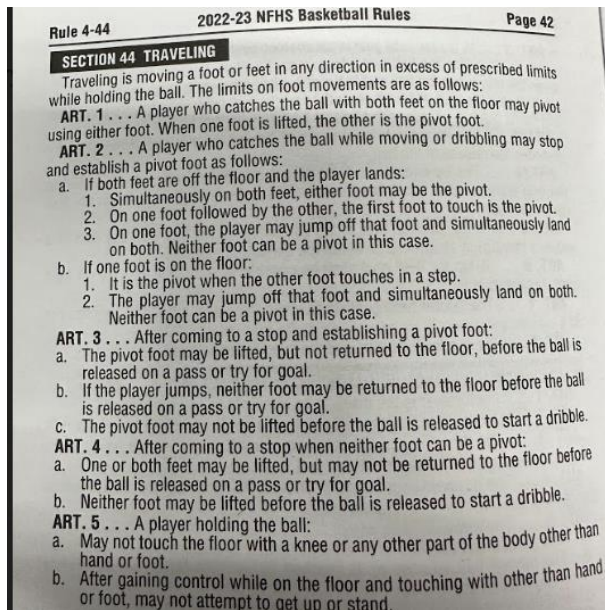 Rule 4-44
2022-23 NFHS Basketball Rules
Page 42
SECTION 44 TRAVELING
Traveling is moving a foot or feet in any direction in excess of prescribed limits
while holding the ball. The limits on foot movements are as follows:
ART. 1 . . . A player who catches the ball with both feet on the floor may pivot
using either foot. When one foot is lifted, the other is the pivot foot.
ART. 2 . . . A player who catches the ball while moving or dribbling may stop
and establish a pivot foot as follows:
a. If both feet are off the floor and the player lands:
1. Simultaneously on both feet, either foot may be the pivot.
2. On one foot followed by the other, the first foot to touch is the pivot.
3. On one foot, the player may jump off that foot and simultaneously land
on both. Neither foot can be a pivot in this case.
b. If one foot is on the floor:
1. It is the pivot when the other foot touches in a step.
2. The player may jump off that foot and simultaneously land on both.
Neither foot can be a pivot in this case.
ART. 3 . . . After coming to a stop and establishing a pivot foot:
a. The pivot foot may be lifted, but not returned to the floor, before the ball is
released on a pass or try for goal.
b. If the player jumps, neither foot may be returned to the floor before the ball
is released on a pass or try for goal.
c. The pivot foot may not be lifted before the ball is released to start a dribble.
ART. 4 . . . After coming to a stop when neither foot can be a pivot:
a. One or both feet may be lifted, but may not be returned to the floor before
the ball is released on a pass or try for goal.
b. Neither foot may be lifted before the ball is released to start a dribble.
ART. 5 . . . A player holding the ball:
a. May not touch the floor with a knee or any other part of the body other than
hand or foot.
b. After gaining control while on the floor and touching with other than hand
or foot, may not attempt to get up or stand.